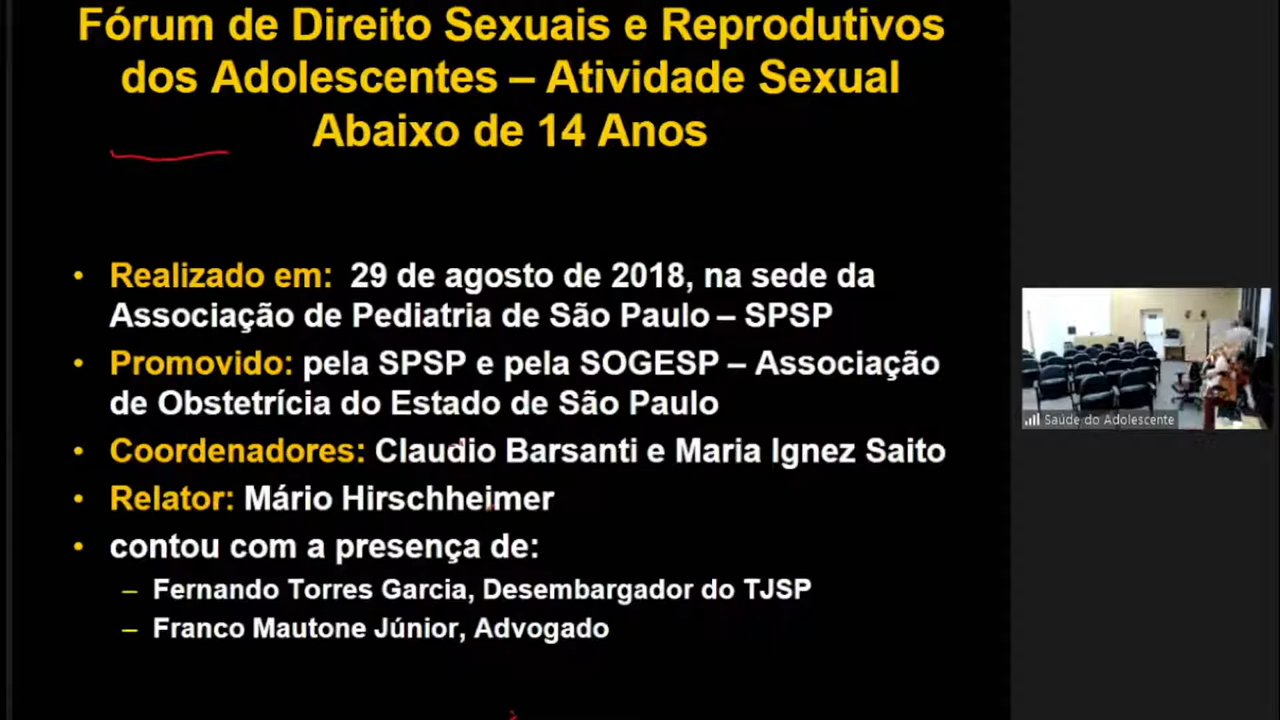 Fórum de Direito Sexuais e Reprodutivos
dos Adolescentes – Atividade Sexual
Abaixo de 14 Anos
• Realizado em: 29 de agosto de 2018, na sede da
Associação de Pediatria de São Paulo – SPSP
• Promovido: pela SPSP e pela SOGESP – Associação
de Obstetrícia do Estado de São Paulo
• Coordenadores: Claudio Barsanti e Maria Ignez Saito
• Relator: Mário Hirschheimer
• contou com a presença de:
– Fernando Torres Garcia, Desembargador do TJSP
– Franco Mautone Júnior, Advogado
Saúde do Adolescente